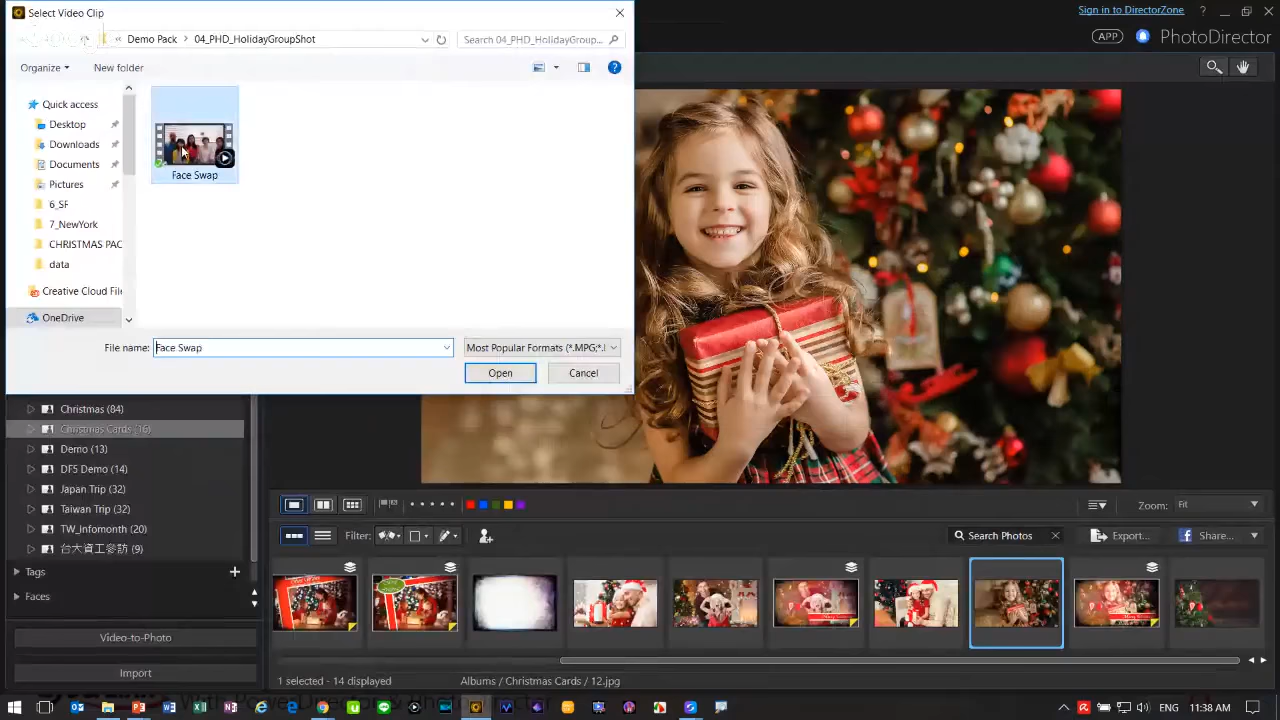 Select Video Clip
Sign in to DirectorZone
« Demo Pack > 04_PHD_HolidayGroupShot
Search 04_PHD_HolidayGroup...
APP
PhotoDirector
Organize
New folder
Quick access
Desktop
Downloads
Documents
Pictures
6_SF
7_NewYork
CHRISTMAS PAC
data
Creative Cloud File
OneDrive
Face Swap
File name:
Face Swap
Most Popular Formats (*.MPG;*.I
Open
Cancel
Christmas (84)
Christmas Cards (16)
Demo (13)
DF5 Demo (14)
Japan Trip (32)
Taiwan Trip (32)
TW_Infomonth (20)
台大資工參訪 (9)
Tags
Faces
Video-to-Photo
Import
Zoom:
Fit
Filter:
Search Photos
Export...
Share...
1 selected - 14 displayed
Albums / Christmas Cards / 12.jpg
ENG
11:38 AM